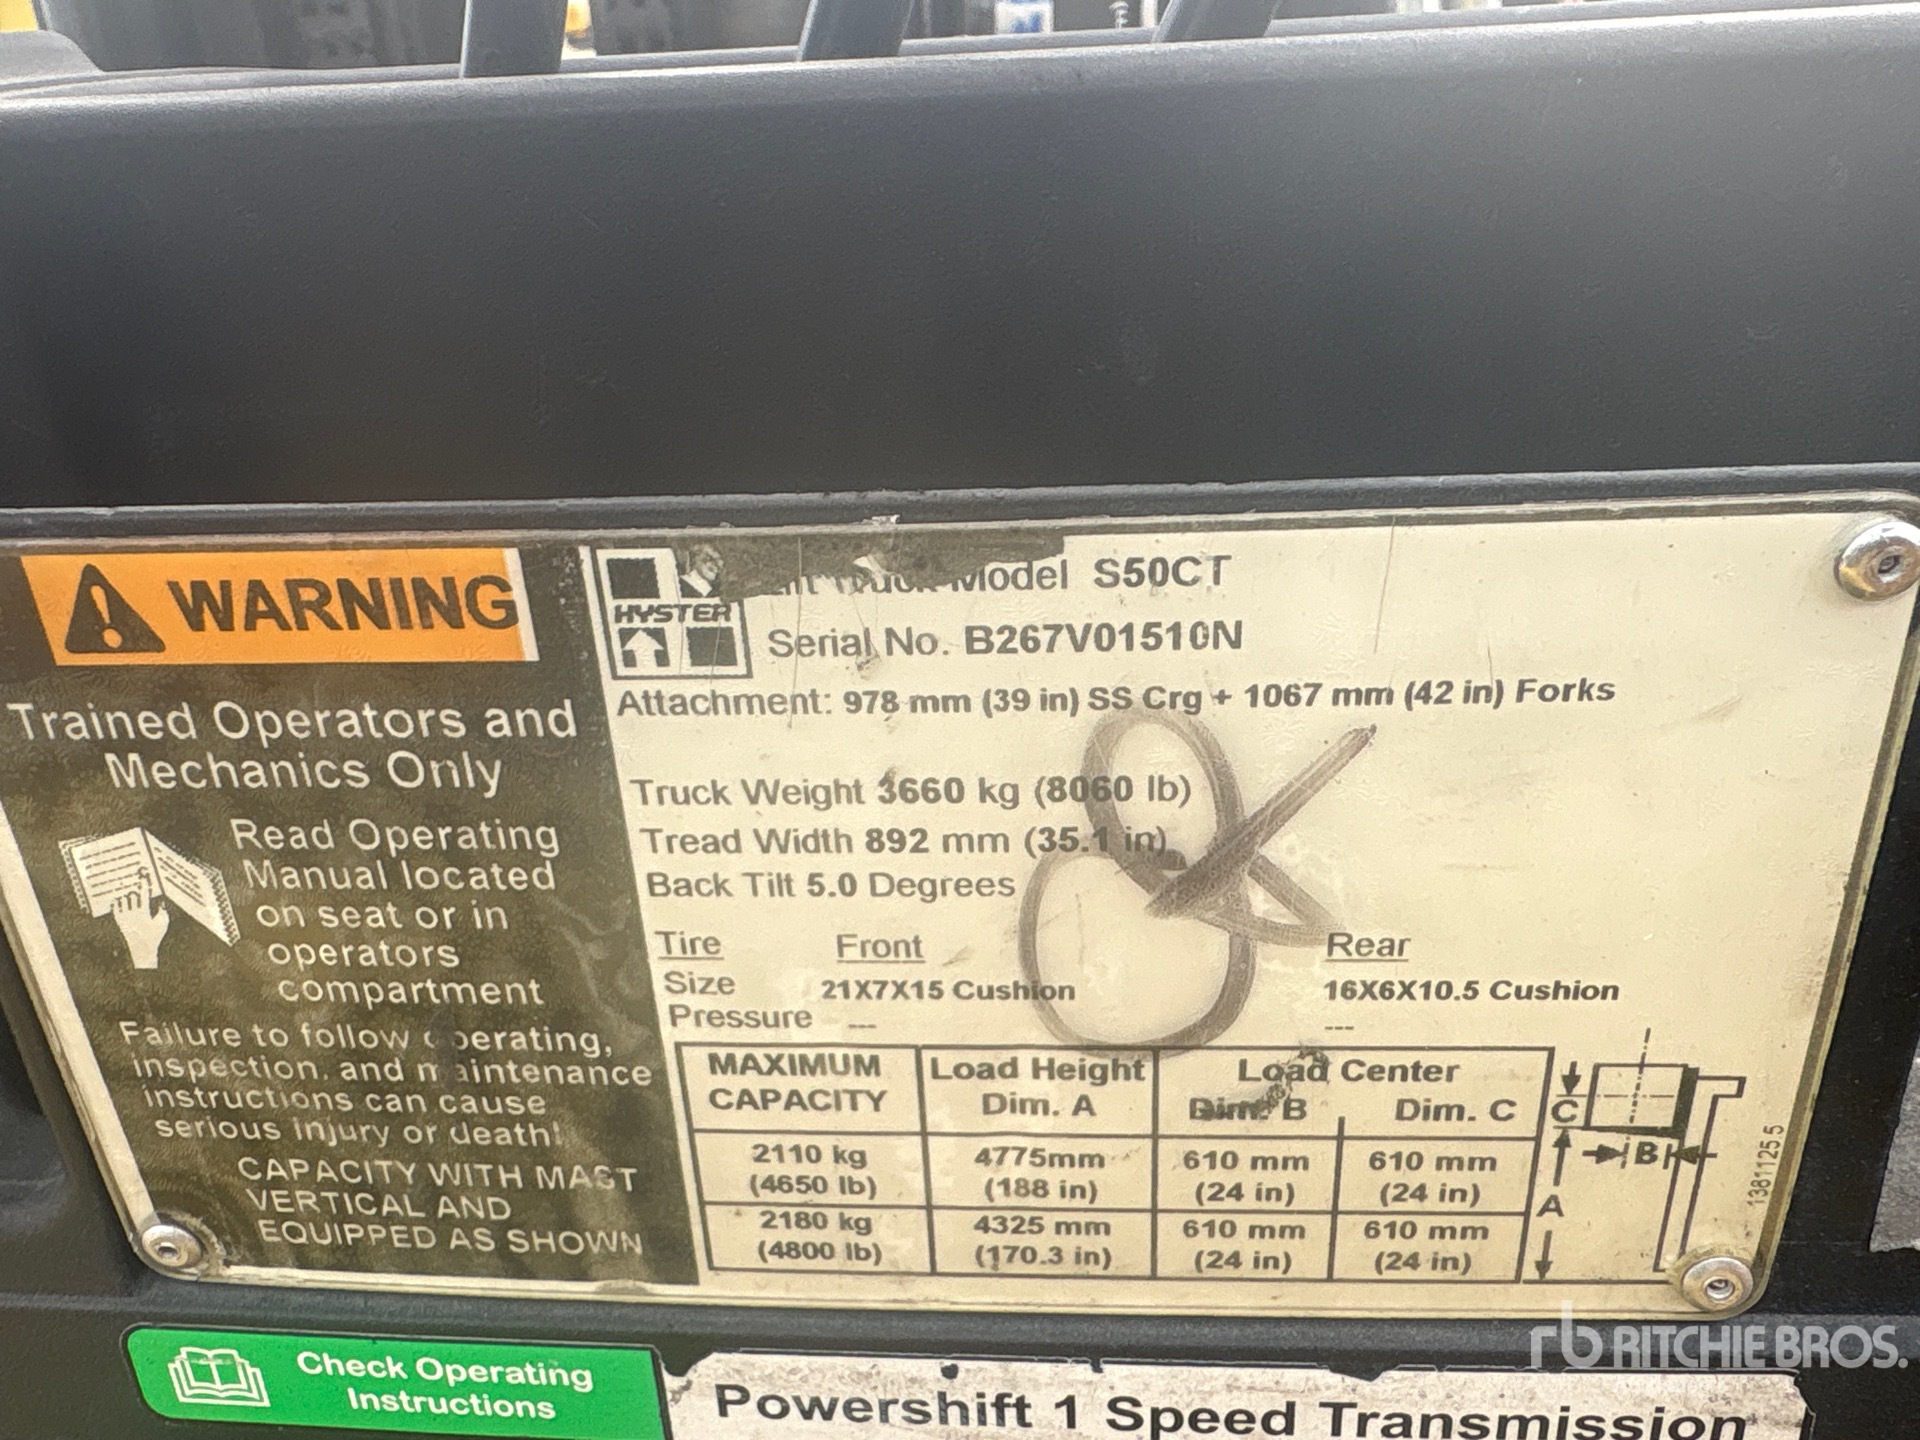 WARNING
Trained Operators and
Mechanics Only
Read Operating
Manual located
on seat or in
operators
compartment
Failure to follow operating,
inspection, and maintenance
instructions can cause
serious injury or death!
CAPACITY WITH MAST
VERTICAL AND
EQUIPPED AS SHOWN
HYSTER
Lift Truck Model S50CT
Serial No. B267V01510N
Attachment: 978 mm (39 in) SS Crg + 1067 mm (42 in) Forks
Truck Weight 3660 kg (8060 lb)
Tread Width 892 mm (35.1 in)
Back Tilt 5.0 Degrees
Tire Front Rear
Size 21X7X15 Cushion 16X6X10.5 Cushion
Pressure --- ---
MAXIMUM CAPACITY Load Height Dim. A Load Center Dim. B Dim. C
2110 kg (4650 lb) 4775mm (188 in) 610 mm (24 in) 610 mm (24 in)
2180 kg (4800 lb) 4325 mm (170.3 in) 610 mm (24 in) 610 mm (24 in)
C
B
A
13811255
Check Operating
Instructions
Powershift 1 Speed Transmission
rb RITCHIE BROS.